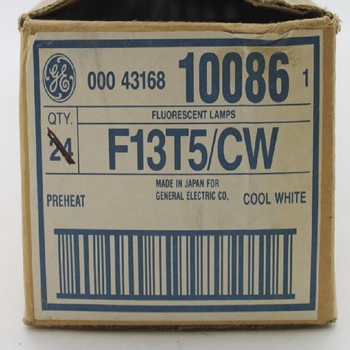 GE 000 43168 10086 1
FLUORESCENT LAMPS
QTY.
24 F13T5/CW
MADE IN JAPAN FOR
PREHEAT GENERAL ELECTRIC CO. COOL WHITE